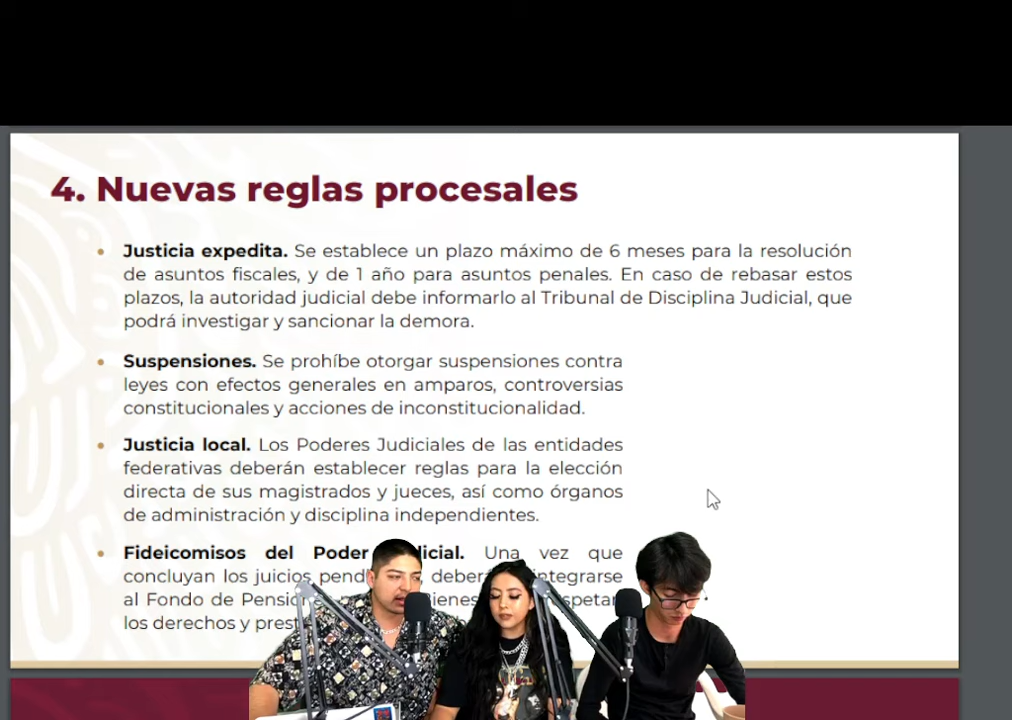 4. Nuevas reglas procesales
• Justicia expedita. Se establece un plazo máximo de 6 meses para la resolución
de asuntos fiscales, y de 1 año para asuntos penales. En caso de rebasar estos
plazos, la autoridad judicial debe informarlo al Tribunal de Disciplina Judicial, que
podrá investigar y sancionar la demora.
• Suspensiones. Se prohíbe otorgar suspensiones contra
leyes con efectos generales en amparos, controversias
constitucionales y acciones de inconstitucionalidad.
• Justicia local. Los Poderes Judiciales de las entidades
federativas deberán establecer reglas para la elección
directa de sus magistrados y jueces, así como órganos
de administración y disciplina independientes.
• Fideicomisos del Poder Una vez que
concluyan los juicios
al Fondo de
los derechos y